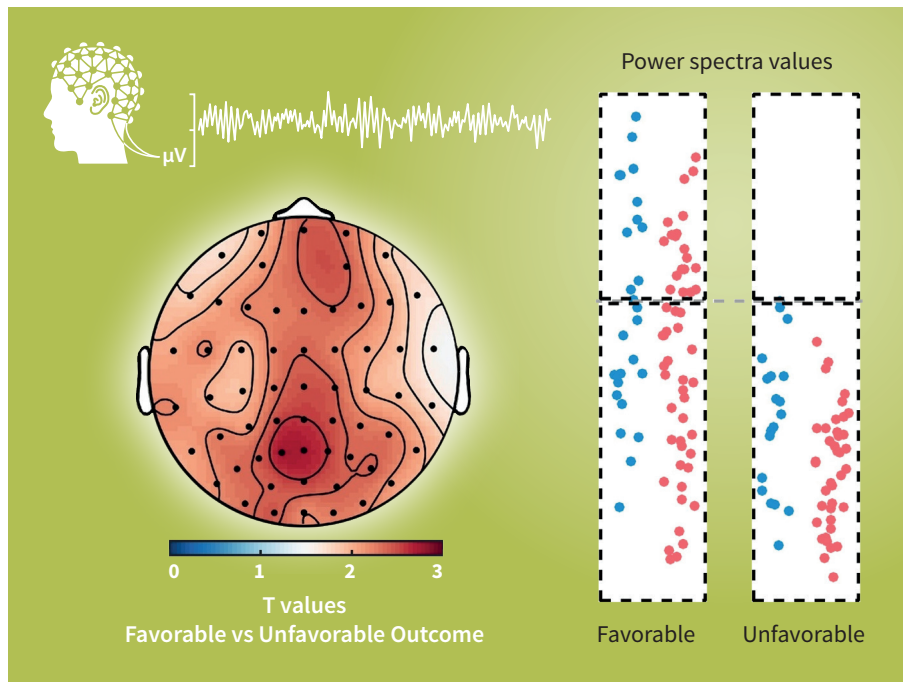 Power spectra values
μV
0 1 2 3
T values
Favorable vs Unfavorable Outcome
Favorable Unfavorable